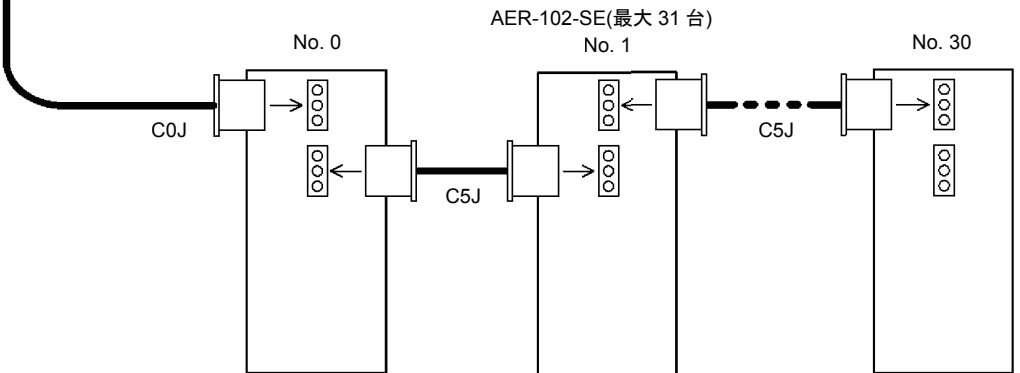 AER-102-SE(最大 31 台)
No. 0
No. 1
No. 30
C0J
C5J
C5J